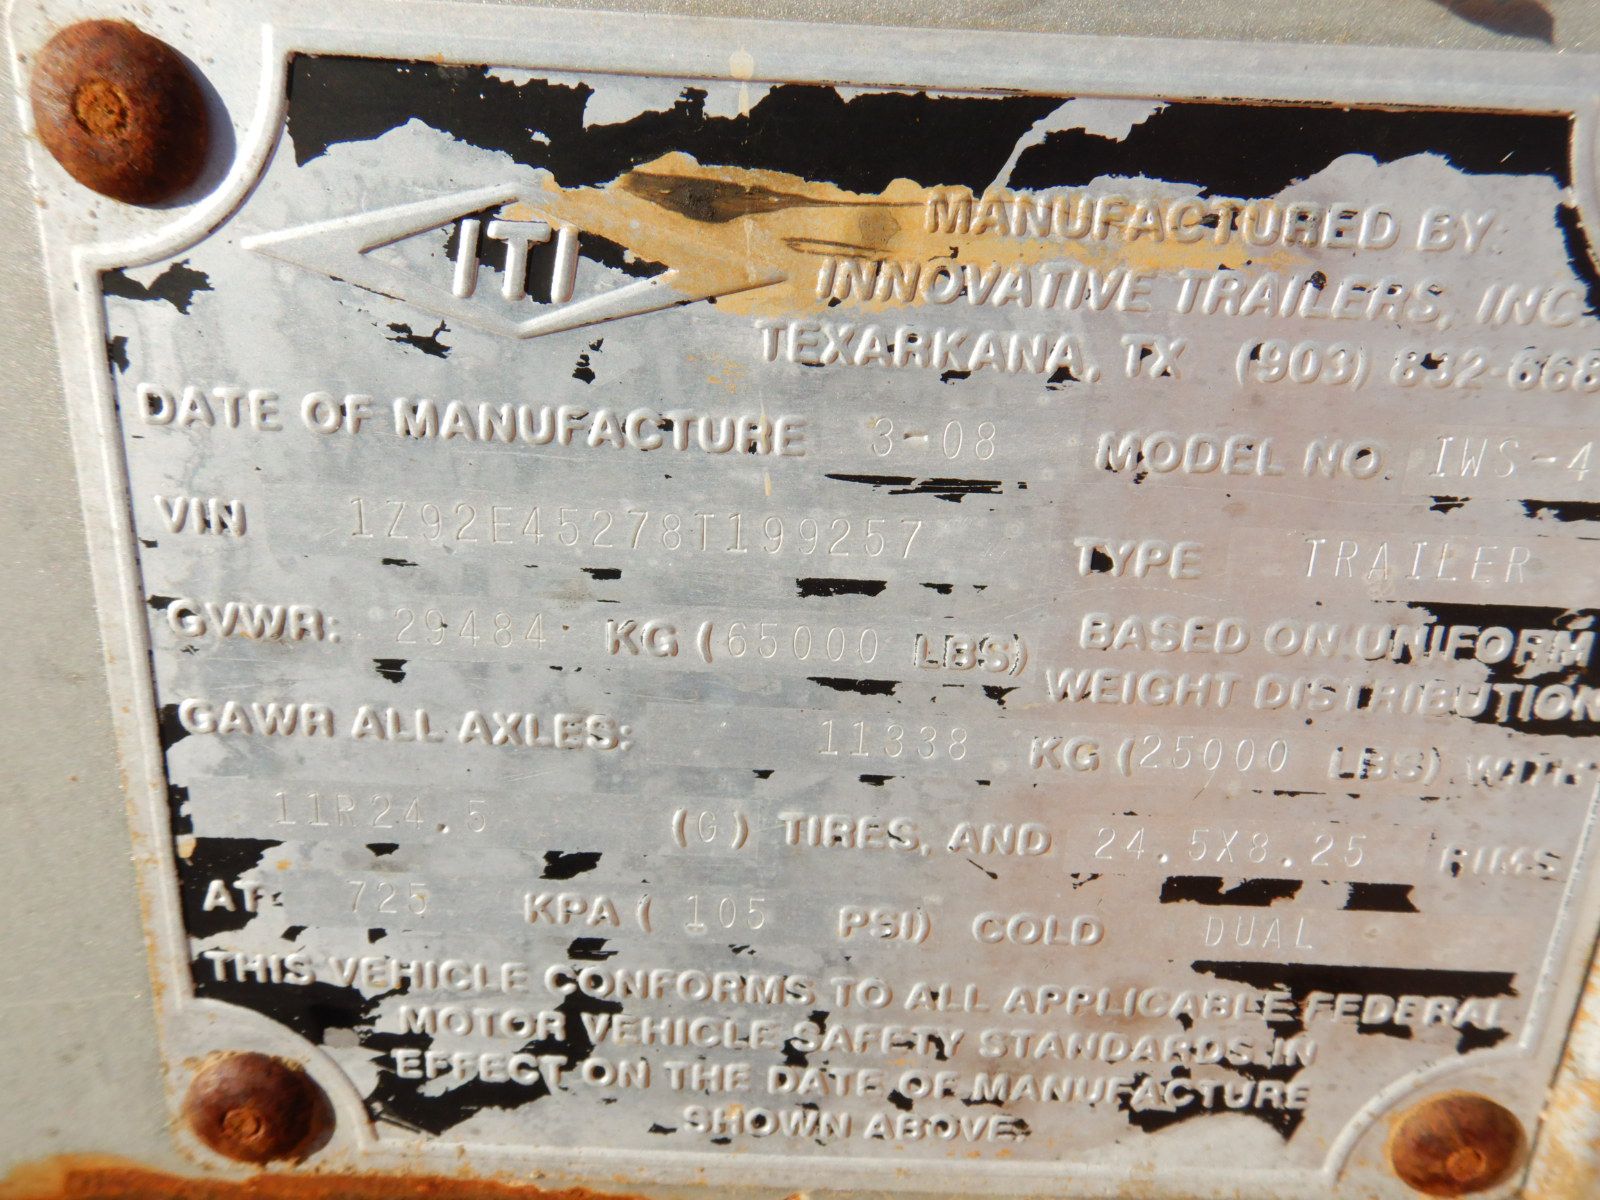 ITI
MANUFACTURED BY:
INNOVATIVE TRAILERS, INC.
TEXARKANA, TX (903) 832-668
DATE OF MANUFACTURE 3-08 MODEL NO. IWS-4
VIN 1Z92E45278T199257 TYPE TRAILER
GVWR: 29484 KG (65000 LBS) BASED ON UNIFORM
WEIGHT DISTRIBUTION
GAWR ALL AXLES: 11338 KG (25000 LBS) WITH
11R24.5 (G) TIRES, AND 24.5X8.25 RIMS
AT 725 KPA (105 PSI) COLD DUAL
THIS VEHICLE CONFORMS TO ALL APPLICABLE FEDERAL
MOTOR VEHICLE SAFETY STANDARDS IN
EFFECT ON THE DATE OF MANUFACTURE
SHOWN ABOVE.